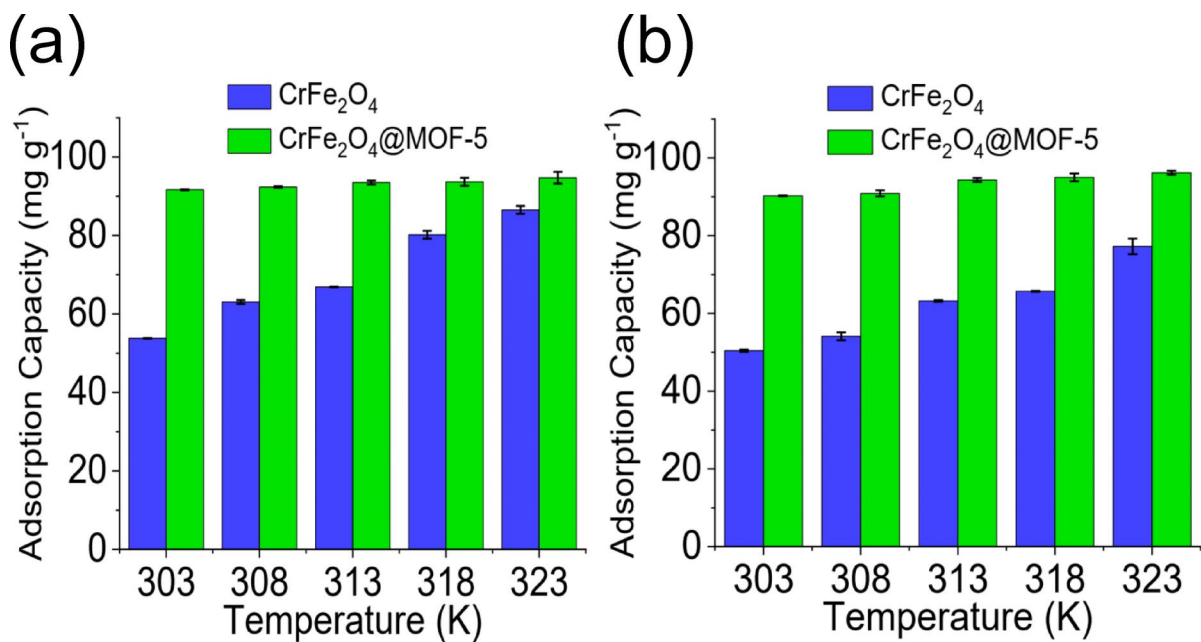 (a)
CrFe₂O₄
CrFe₂O₄@MOF-5
Adsorption Capacity (mg g⁻¹)
100
80
60
40
20
0
303 308 313 318 323
Temperature (K)
(b)
CrFe₂O₄
CrFe₂O₄@MOF-5
Adsorption Capacity (mg g⁻¹)
100
80
60
40
20
0
303 308 313 318 323
Temperature (K)